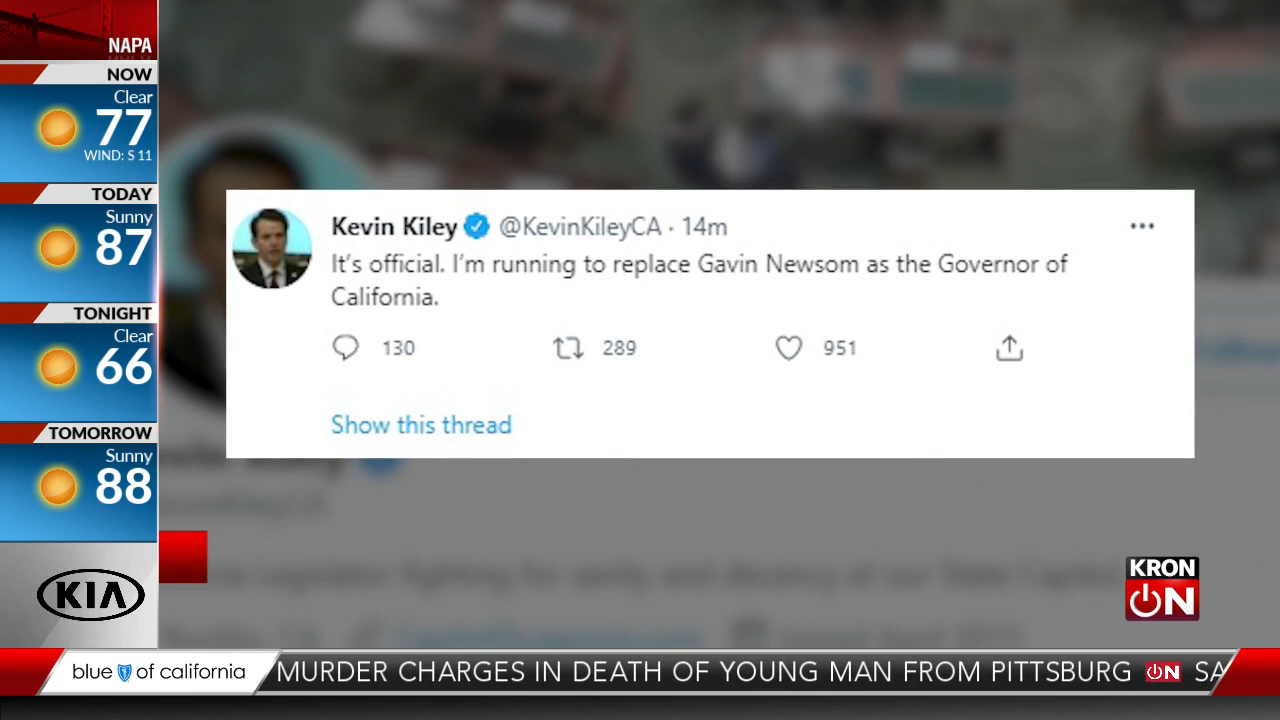 NAPA
NOW
Clear
77
WIND: S 11
TODAY
Sunny
87
TONIGHT
Clear
66
TOMORROW
Sunny
88
KIA
Kevin Kiley @KevinKileyCA · 14m
It's official. I'm running to replace Gavin Newsom as the Governor of
California.
130 289 951
Show this thread
KRON
ON
blue of california
MURDER CHARGES IN DEATH OF YOUNG MAN FROM PITTSBURG ON SA